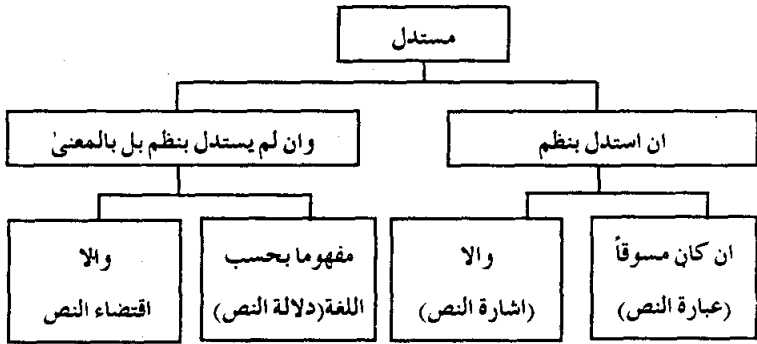 مستدل
ان استدل بنظم
وان لم يستدل بنظم بل بالمعنىٰ
ان كان مسوقاً
(عبارة النص)
والا
(اشارة النص)
مفهوما بحسب
اللغة(دلالة النص)
والا
اقتضاء النص